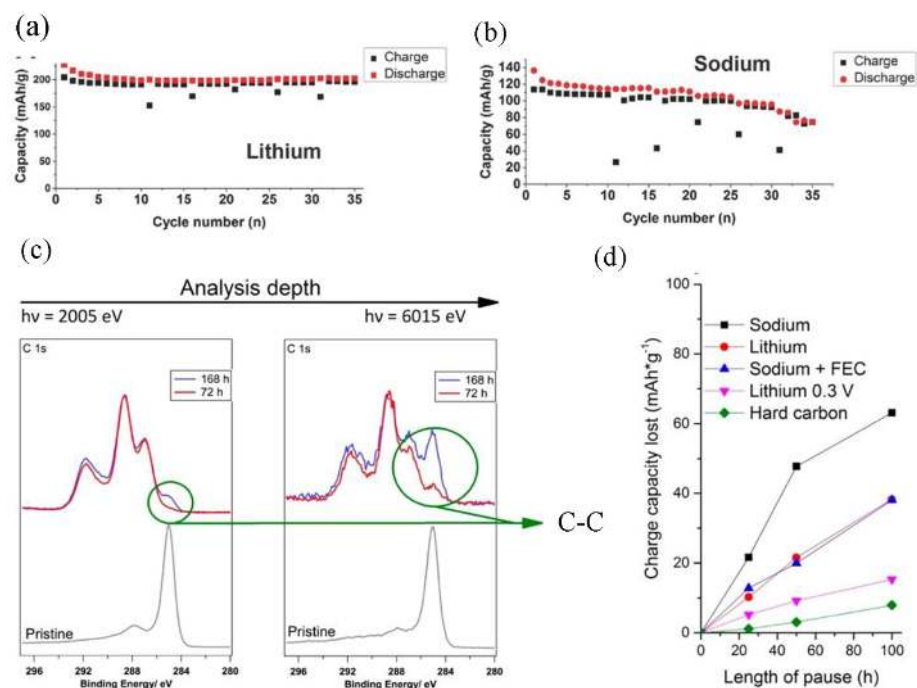 (a)
Capacity (mAh/g)
200
150
100
50
0
Charge
Discharge
Lithium
0 5 10 15 20 25 30 35
Cycle number (n)
(b)
Capacity (mAh/g)
140
120
100
80
60
40
20
0
Sodium
Charge
Discharge
0 5 10 15 20 25 30 35
Cycle number (n)
(c)
Analysis depth
hν = 2005 eV
hν = 6015 eV
C 1s
168 h
72 h
Pristine
296 292 288 284 280
Binding Energy/ eV
C 1s
168 h
72 h
Pristine
296 292 288 284 280
Binding Energy/ eV
C-C
(d)
Charge capacity lost (mAh*g⁻¹)
100
80
60
40
20
0
Sodium
Lithium
Sodium + FEC
Lithium 0.3 V
Hard carbon
0 20 40 60 80 100
Length of pause (h)